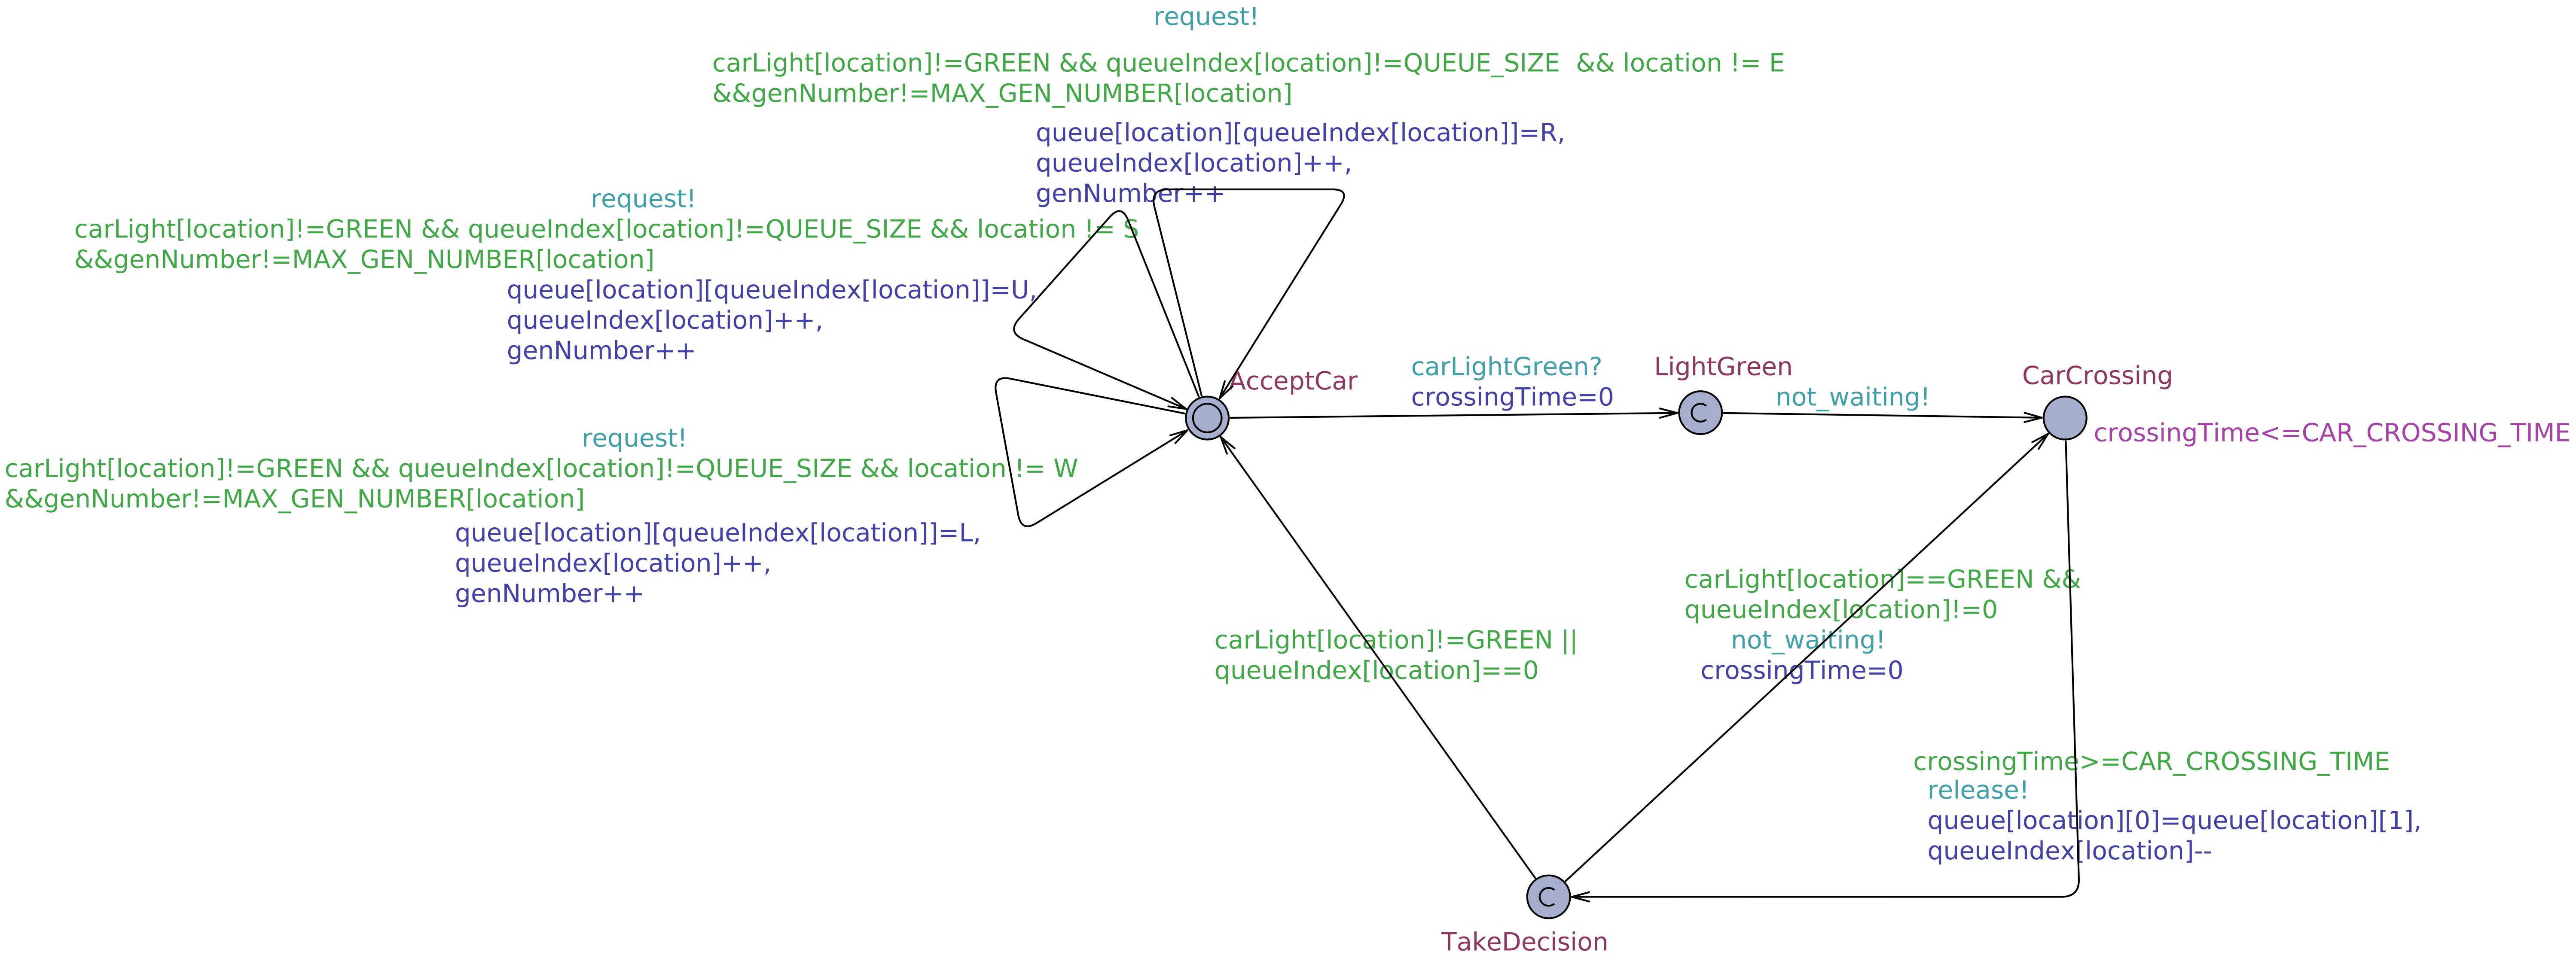 request!
carLight[location]!=GREEN && queueIndex[location]!=QUEUE_SIZE  && location != E
&&genNumber!=MAX_GEN_NUMBER[location]
queue[location][queueIndex[location]]=R,
queueIndex[location]++,
genNumber++
request!
carLight[location]!=GREEN && queueIndex[location]!=QUEUE_SIZE && location != S
&&genNumber!=MAX_GEN_NUMBER[location]
queue[location][queueIndex[location]]=U,
queueIndex[location]++,
genNumber++
request!
carLight[location]!=GREEN && queueIndex[location]!=QUEUE_SIZE && location != W
&&genNumber!=MAX_GEN_NUMBER[location]
queue[location][queueIndex[location]]=L,
queueIndex[location]++,
genNumber++
AcceptCar
carLightGreen?
crossingTime=0
LightGreen
C
not_waiting!
CarCrossing
crossingTime<=CAR_CROSSING_TIME
carLight[location]!=GREEN ||
queueIndex[location]==0
carLight[location]==GREEN &&
queueIndex[location]!=0
not_waiting!
crossingTime=0
crossingTime>=CAR_CROSSING_TIME
release!
queue[location][0]=queue[location][1],
queueIndex[location]--
C
TakeDecision